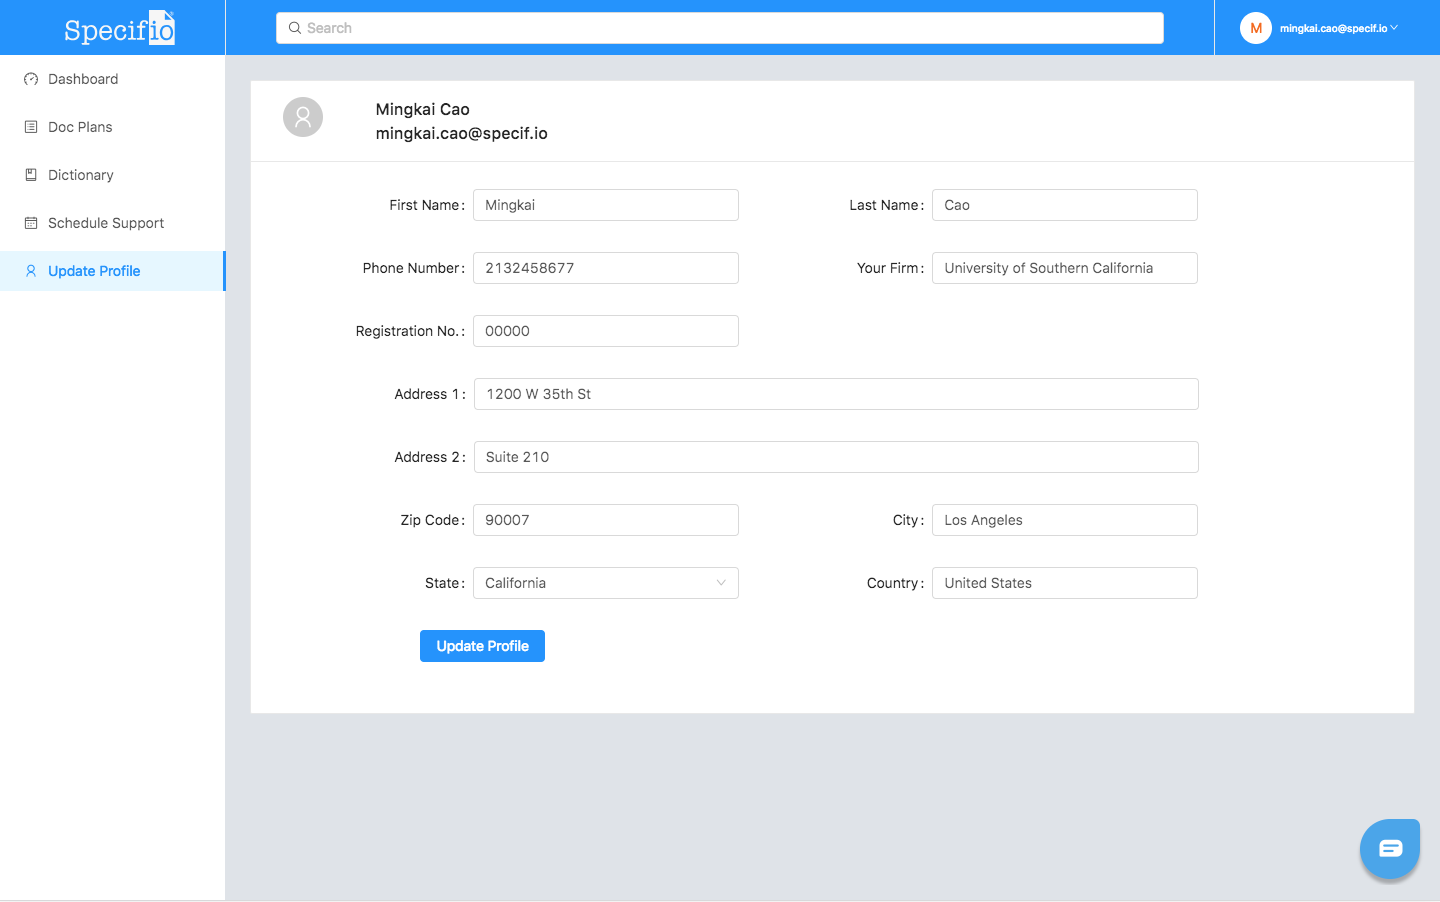 Specifio
Search
M
mingkai.cao@specif.io
Dashboard
Doc Plans
Dictionary
Schedule Support
Update Profile
Mingkai Cao
mingkai.cao@specif.io
First Name: Mingkai
Last Name: Cao
Phone Number: 2132458677
Your Firm: University of Southern California
Registration No.: 00000
Address 1: 1200 W 35th St
Address 2: Suite 210
Zip Code: 90007
City: Los Angeles
State: California
Country: United States
Update Profile